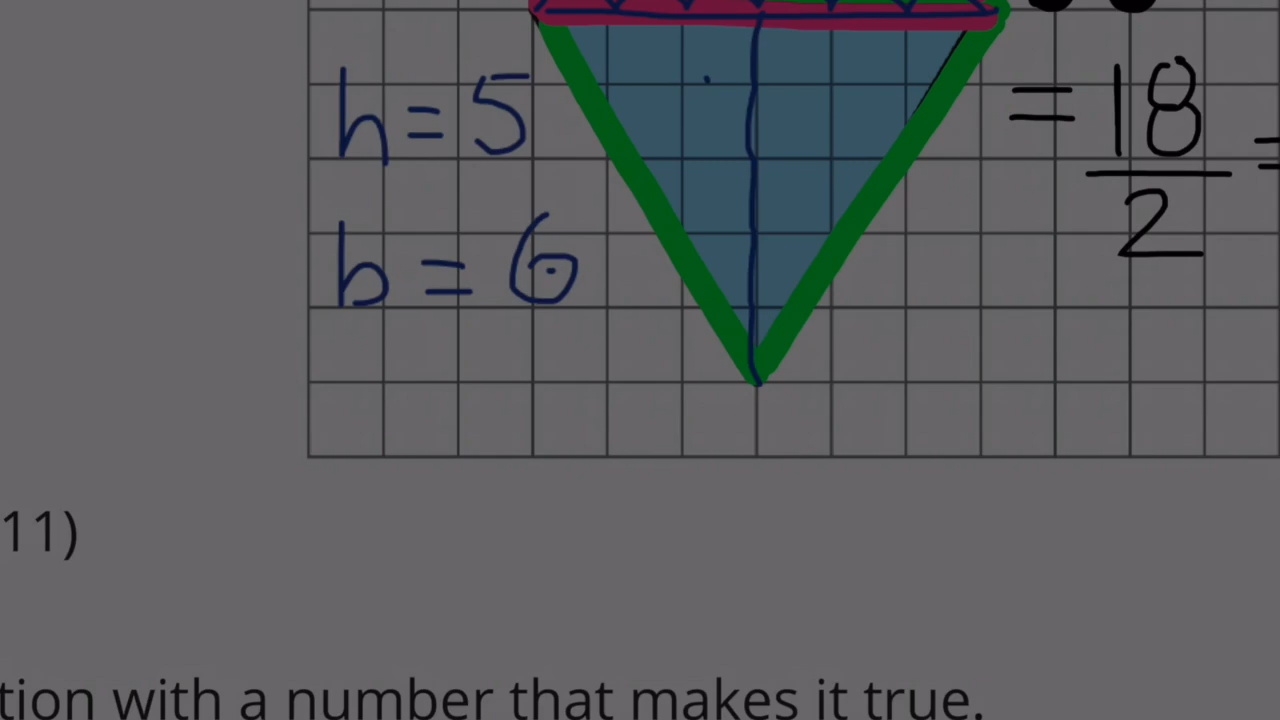 h = 5
= 18/2 =
b = 6
11)
tion with a number that makes it true.